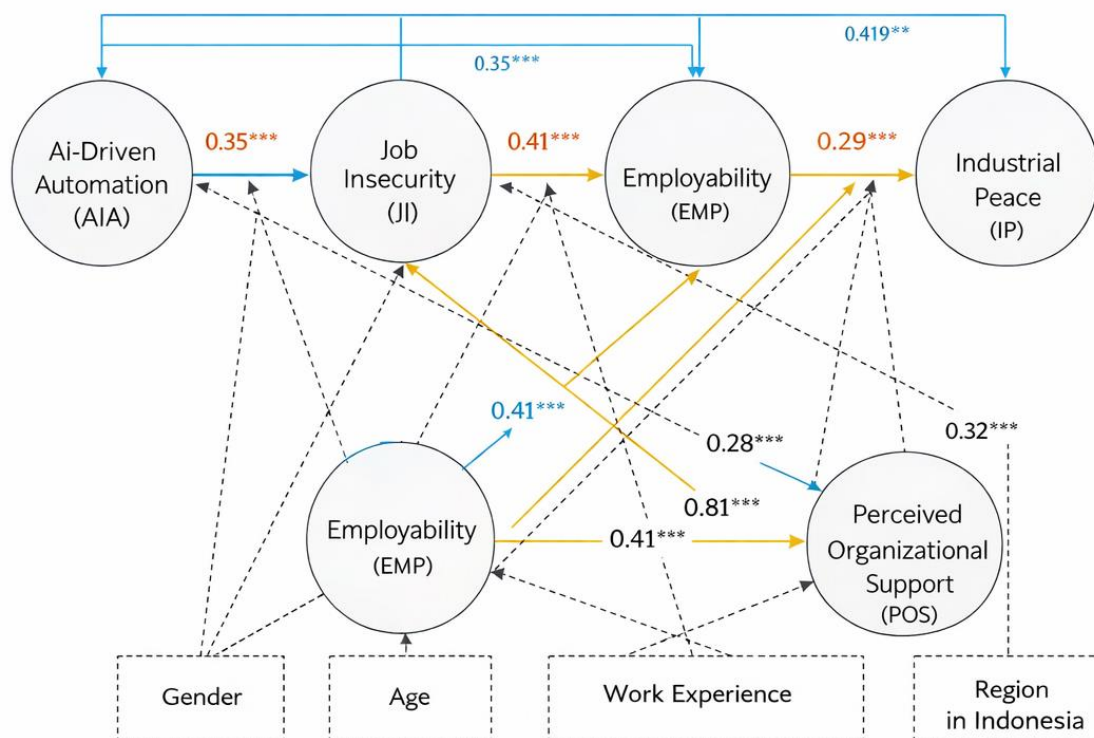 0.419**
0.35***
0.35***
0.41***
0.29***
Ai-Driven
Automation
(AIA)
Job
Insecurity
(JI)
Employability
(EMP)
Industrial
Peace
(IP)
0.41***
0.28***
0.32***
0.81***
Employability
(EMP)
0.41***
Perceived
Organizational
Support
(POS)
Gender
Age
Work Experience
Region
in Indonesia